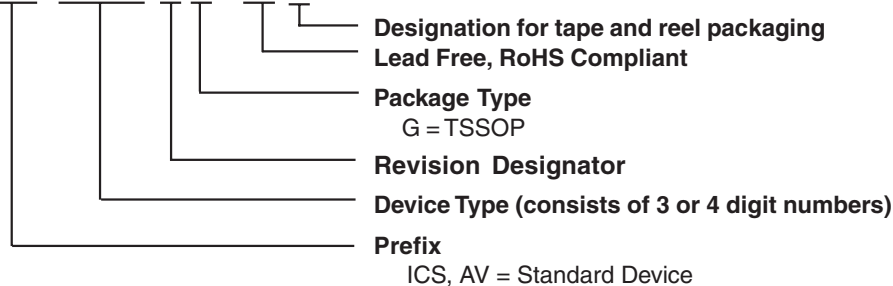 Designation for tape and reel packaging
Lead Free, RoHS Compliant
Package Type
G = TSSOP
Revision Designator
Device Type (consists of 3 or 4 digit numbers)
Prefix
ICS, AV = Standard Device